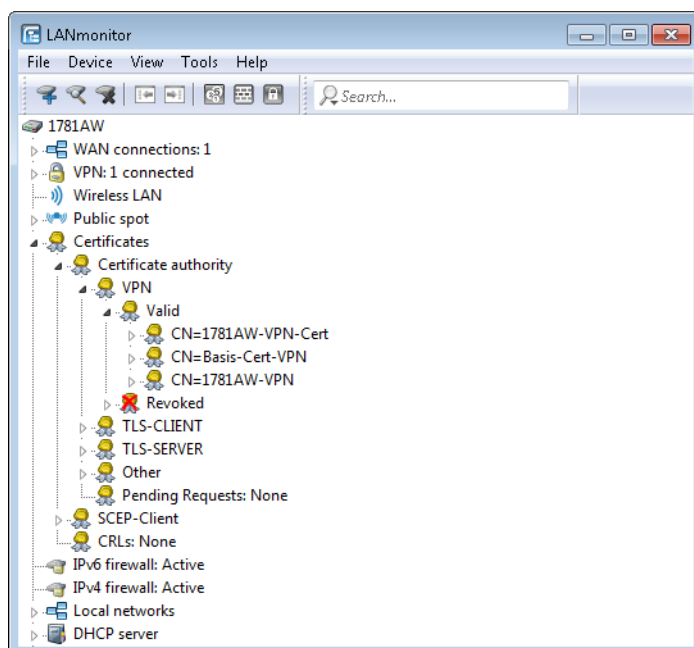 LANmonitor
File Device View Tools Help
Search...
1781AW
WAN connections: 1
VPN: 1 connected
Wireless LAN
Public spot
Certificates
Certificate authority
VPN
Valid
CN=1781AW-VPN-Cert
CN=Basis-Cert-VPN
CN=1781AW-VPN
Revoked
TLS-CLIENT
TLS-SERVER
Other
Pending Requests: None
SCEP-Client
CRLs: None
IPv6 firewall: Active
IPv4 firewall: Active
Local networks
DHCP server